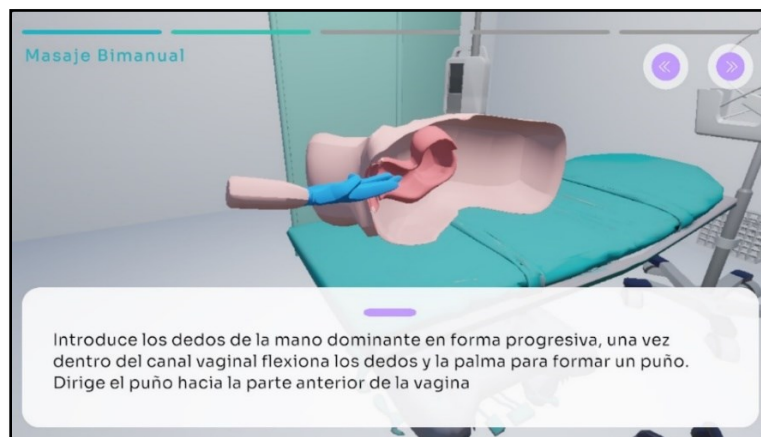 Masaje Bimanual
Introduce los dedos de la mano dominante en forma progresiva, una vez
dentro del canal vaginal flexiona los dedos y la palma para formar un puño.
Dirige el puño hacia la parte anterior de la vagina